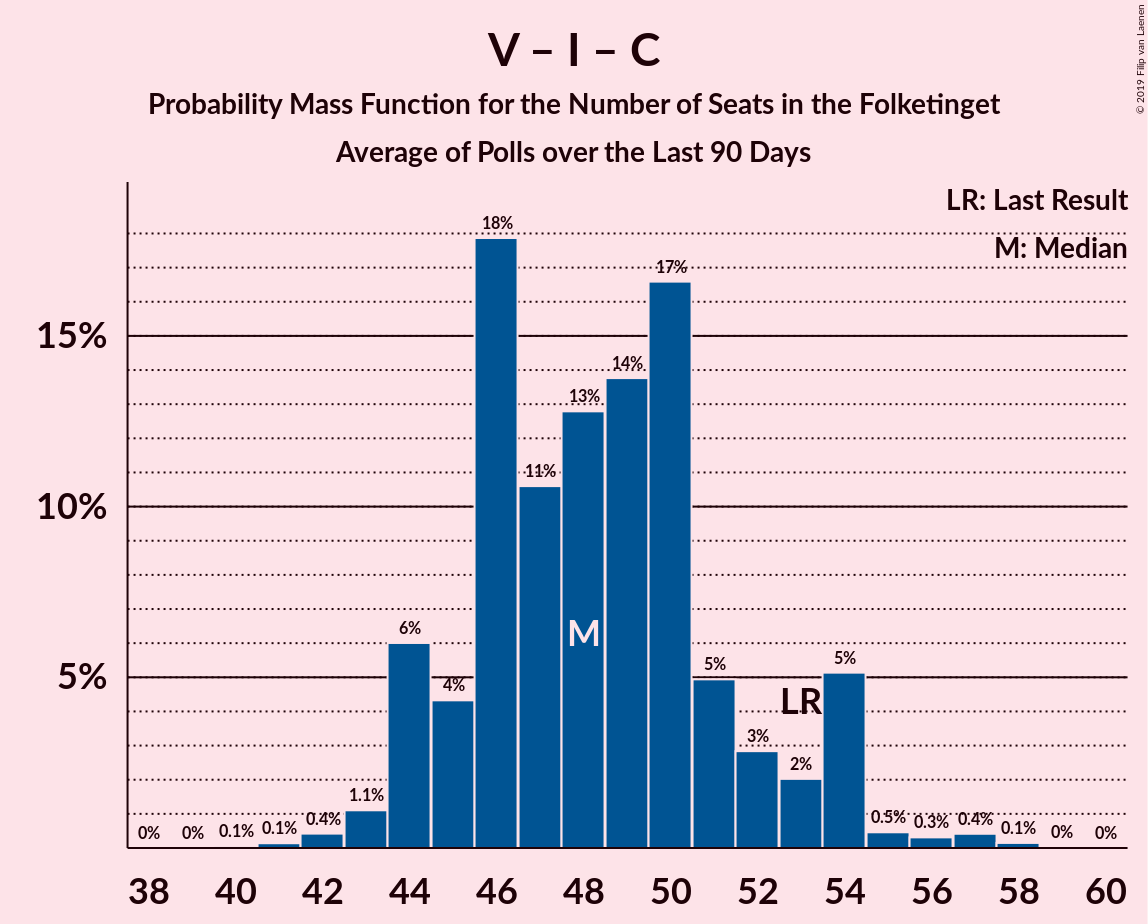 V – I – C
Probability Mass Function for the Number of Seats in the Folketinget
Average of Polls over the Last 90 Days
© 2019 Filip van Laenen
LR: Last Result
M: Median
15%
10%
5%
0%
0%
0.1%
0.1%
0.4%
1.1%
6%
4%
18%
11%
13%
14%
17%
5%
3%
2%
5%
0.5%
0.3%
0.4%
0.1%
0%
0%
M
LR
38 40 42 44 46 48 50 52 54 56 58 60